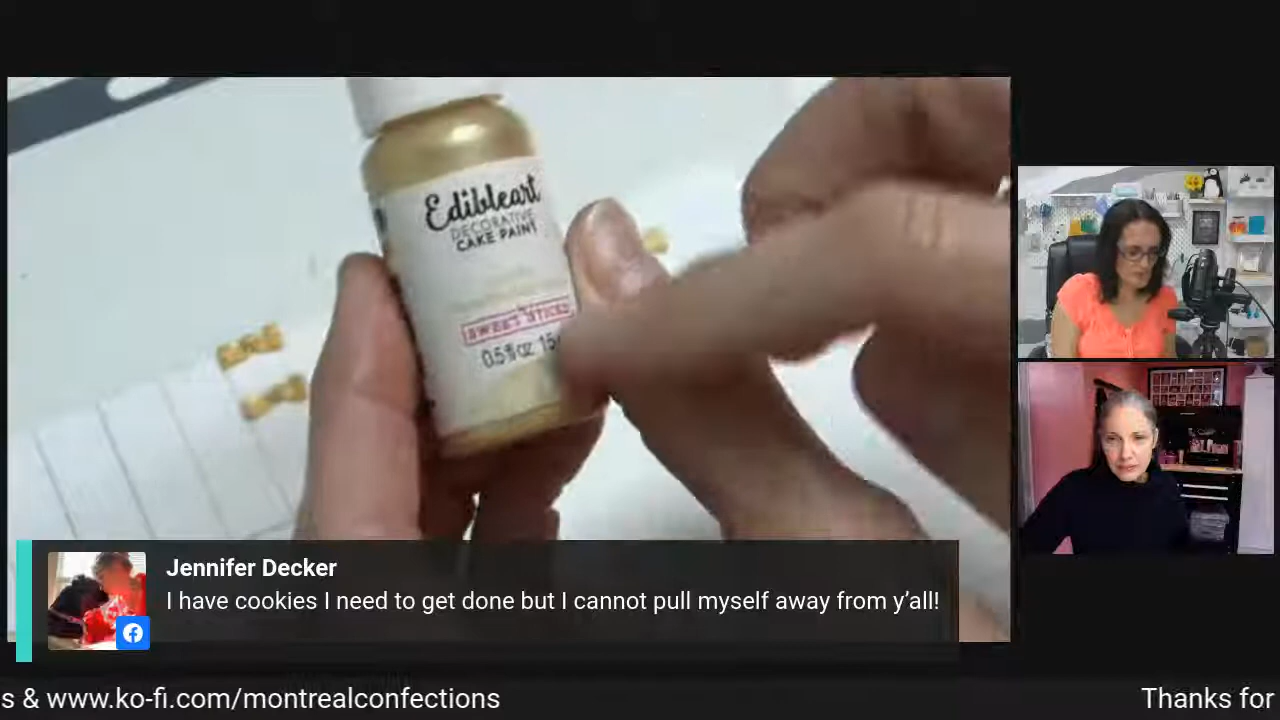 Edibleart
DECORATIVE
CAKE PAINT
SWEET STICKS
0.5 fl oz 15
Jennifer Decker
I have cookies I need to get done but I cannot pull myself away from y’all!
s & www.ko-fi.com/montrealconfections
Thanks for